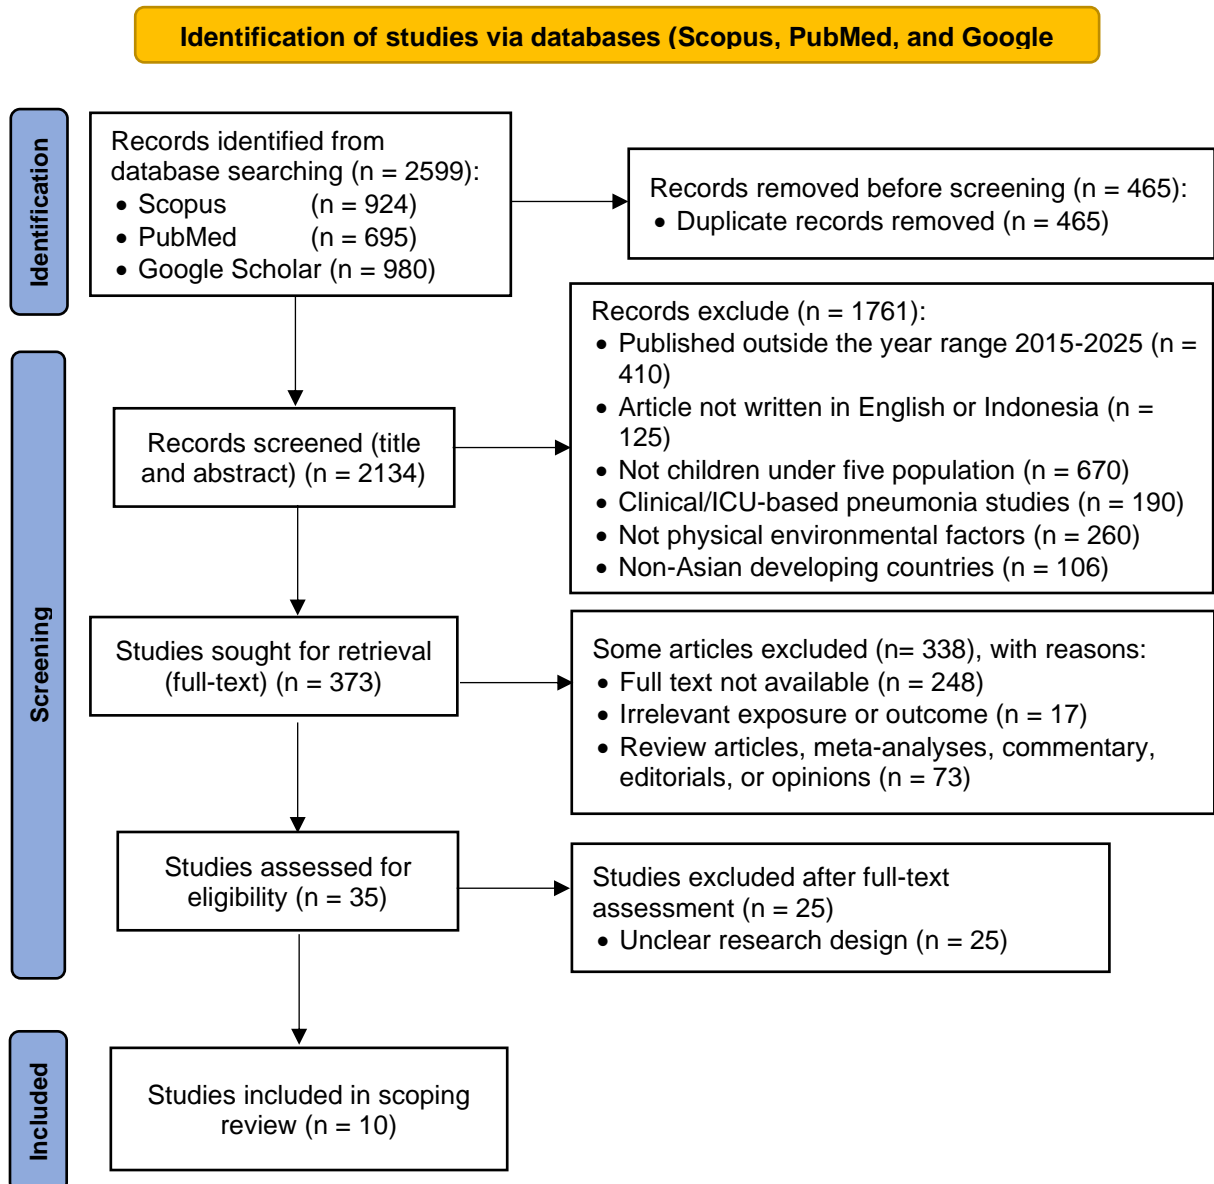 Identification of studies via databases (Scopus, PubMed, and Google
Identification
Records identified from
database searching (n = 2599):
• Scopus (n = 924)
• PubMed (n = 695)
• Google Scholar (n = 980)
Records removed before screening (n = 465):
• Duplicate records removed (n = 465)
Screening
Records screened (title
and abstract) (n = 2134)
Records exclude (n = 1761):
• Published outside the year range 2015-2025 (n =
410)
• Article not written in English or Indonesia (n =
125)
• Not children under five population (n = 670)
• Clinical/ICU-based pneumonia studies (n = 190)
• Not physical environmental factors (n = 260)
• Non-Asian developing countries (n = 106)
Studies sought for retrieval
(full-text) (n = 373)
Some articles excluded (n= 338), with reasons:
• Full text not available (n = 248)
• Irrelevant exposure or outcome (n = 17)
• Review articles, meta-analyses, commentary,
editorials, or opinions (n = 73)
Studies assessed for
eligibility (n = 35)
Studies excluded after full-text
assessment (n = 25)
• Unclear research design (n = 25)
Included
Studies included in scoping
review (n = 10)